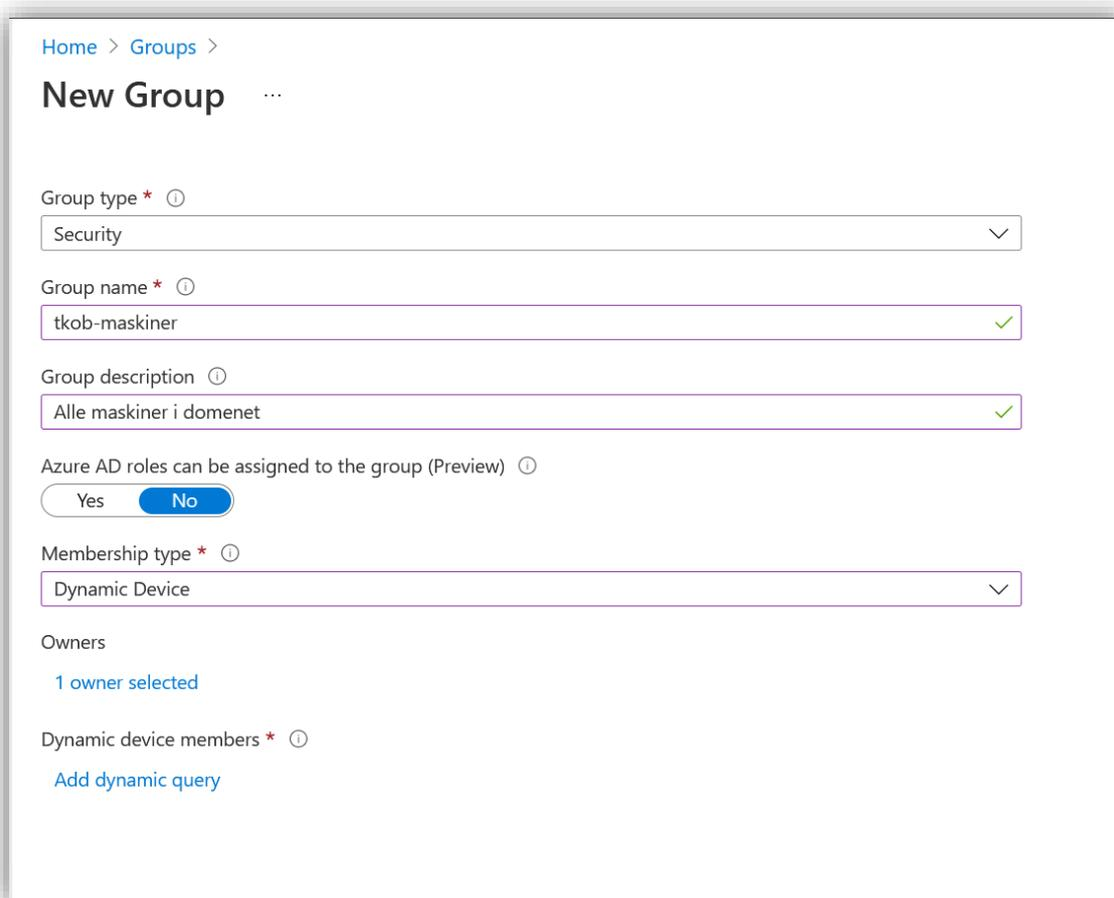 Home > Groups >
New Group ...
Group type *
Security
Group name *
tkob-maskiner
Group description
Alle maskiner i domenet
Azure AD roles can be assigned to the group (Preview)
Yes No
Membership type *
Dynamic Device
Owners
1 owner selected
Dynamic device members *
Add dynamic query